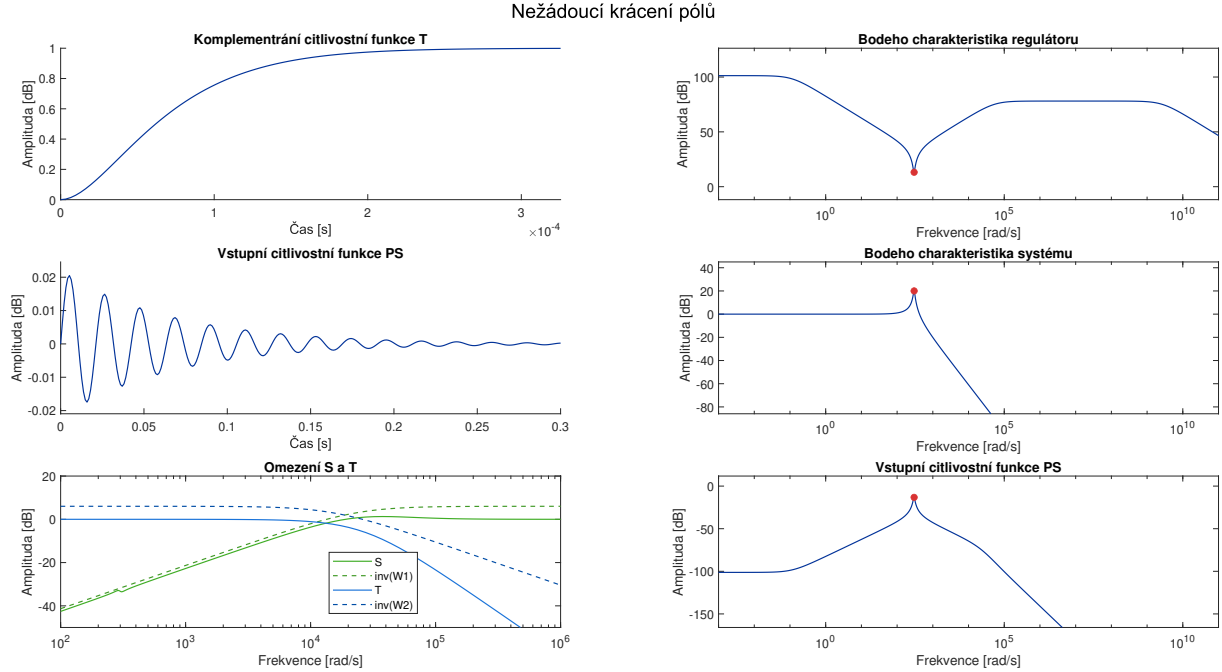 Nežádoucí krácení pólů
Komplementrání citlivostní funkce T
Amplituda [dB]
1
0.8
0.6
0.4
0.2
0
0
1
2
3
×10⁻⁴
Čas [s]
Bodeho charakteristika regulátoru
Amplituda [dB]
100
50
0
10⁰
10⁵
10¹⁰
Frekvence [rad/s]
Vstupní citlivostní funkce PS
Amplituda [dB]
0.02
0.01
0
-0.01
-0.02
0
0.05
0.1
0.15
0.2
0.25
0.3
Čas [s]
Bodeho charakteristika systému
Amplituda [dB]
40
20
0
-20
-40
-60
-80
10⁰
10⁵
10¹⁰
Frekvence [rad/s]
Omezení S a T
Amplituda [dB]
20
0
-20
-40
S
inv(W1)
T
inv(W2)
10²
10³
10⁴
10⁵
10⁶
Frekvence [rad/s]
Vstupní citlivostní funkce PS
Amplituda [dB]
0
-50
-100
-150
10⁰
10⁵
10¹⁰
Frekvence [rad/s]